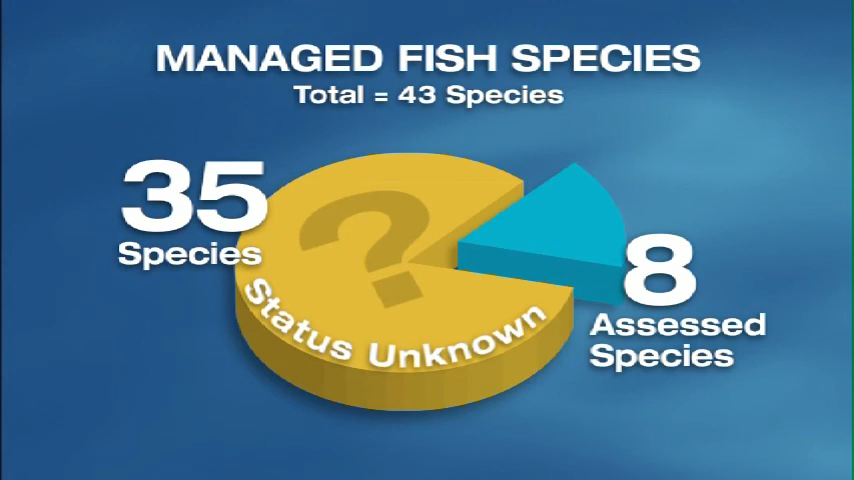 MANAGED FISH SPECIES
Total = 43 Species
35
Species
?
Status Unknown
8
Assessed
Species